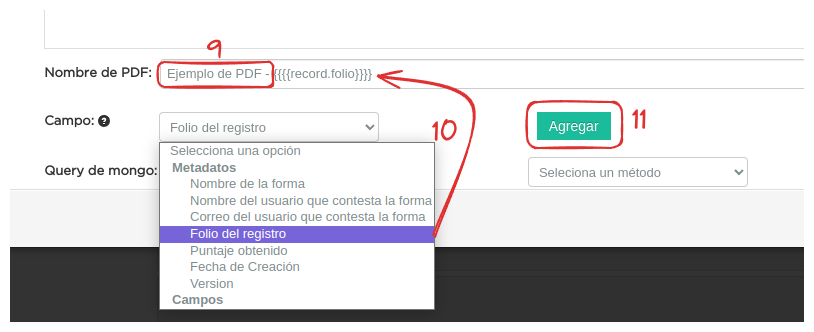 9
Nombre de PDF: Ejemplo de PDF - {{{{record.folio}}}}
Campo: ? Folio del registro 10 Agregar 11
Selecciona una opción
Metadatos
Query de mongo: Seleciona un método
Nombre de la forma
Nombre del usuario que contesta la forma
Correo del usuario que contesta la forma
Folio del registro
Puntaje obtenido
Fecha de Creación
Version
Campos